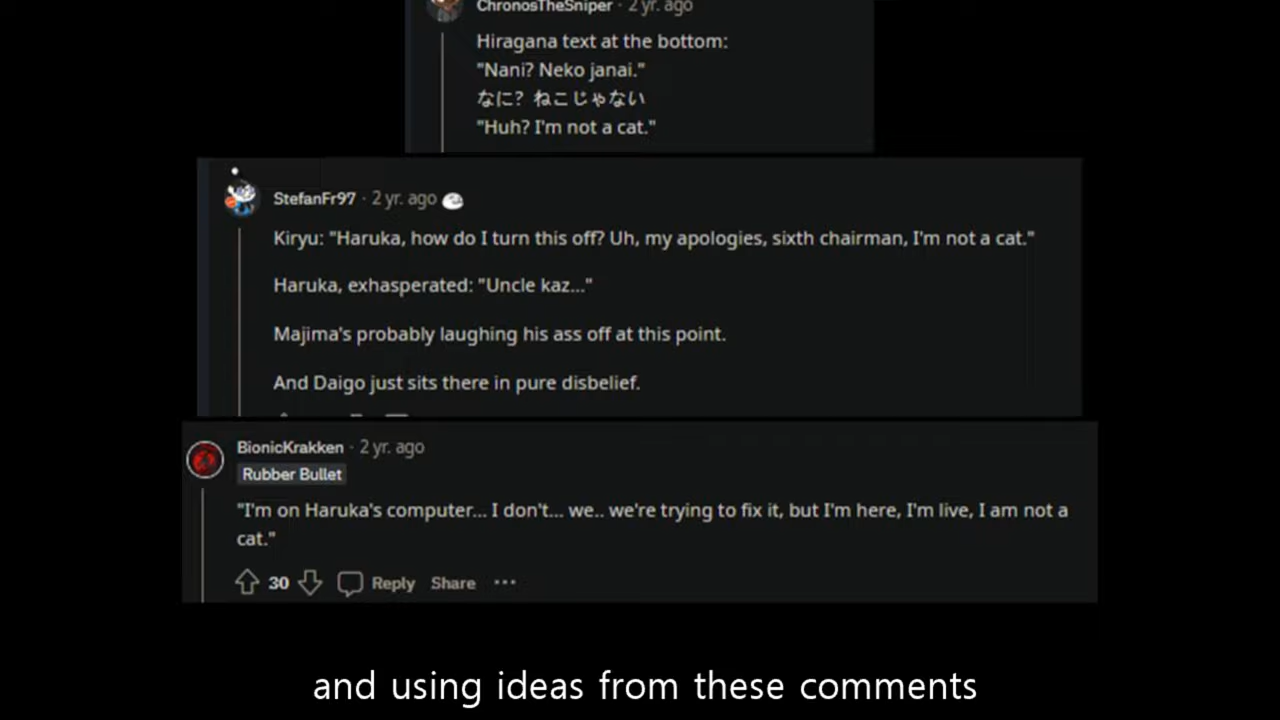 ChronosTheSniper · 2 yr. ago
Hiragana text at the bottom:
"Nani? Neko janai."
なに? ねこじゃない
"Huh? I'm not a cat."
StefanFr97 · 2 yr. ago
Kiryu: "Haruka, how do I turn this off? Uh, my apologies, sixth chairman, I'm not a cat."
Haruka, exhasperated: "Uncle kaz..."
Majima's probably laughing his ass off at this point.
And Daigo just sits there in pure disbelief.
BionicKrakken · 2 yr. ago
Rubber Bullet
"I'm on Haruka's computer... I don't... we.. we're trying to fix it, but I'm here, I'm live, I am not a
cat."
30 Reply Share ···
and using ideas from these comments